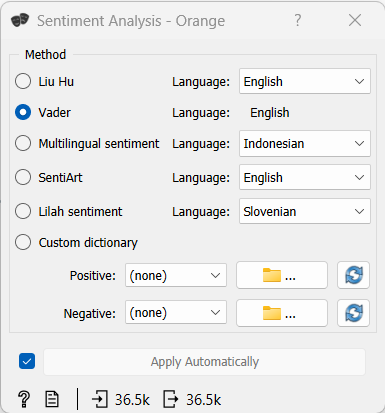 Sentiment Analysis - Orange ?
Method
Liu Hu Language: English
Vader Language: English
Multilingual sentiment Language: Indonesian
SentiArt Language: English
Lilah sentiment Language: Slovenian
Custom dictionary
Positive: (none) ...
Negative: (none) ...
Apply Automatically
? 36.5k 36.5k